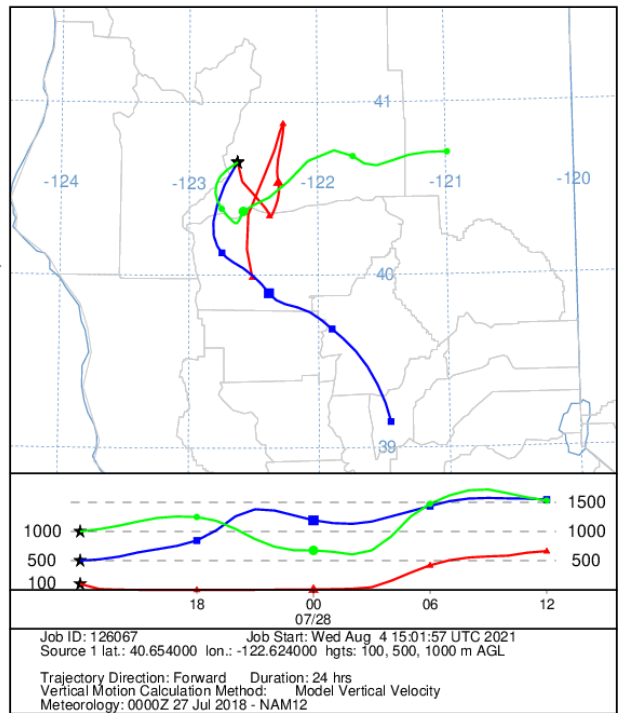 41
-124 -123 -122 -121 -120
40
39
1500
1000 1000
500 500
100
18 00 06 12
07/28
Job ID: 126067 Job Start: Wed Aug 4 15:01:57 UTC 2021
Source 1 lat.: 40.654000 lon.: -122.624000 hgts: 100, 500, 1000 m AGL
Trajectory Direction: Forward Duration: 24 hrs
Vertical Motion Calculation Method: Model Vertical Velocity
Meteorology: 0000Z 27 Jul 2018 - NAM12